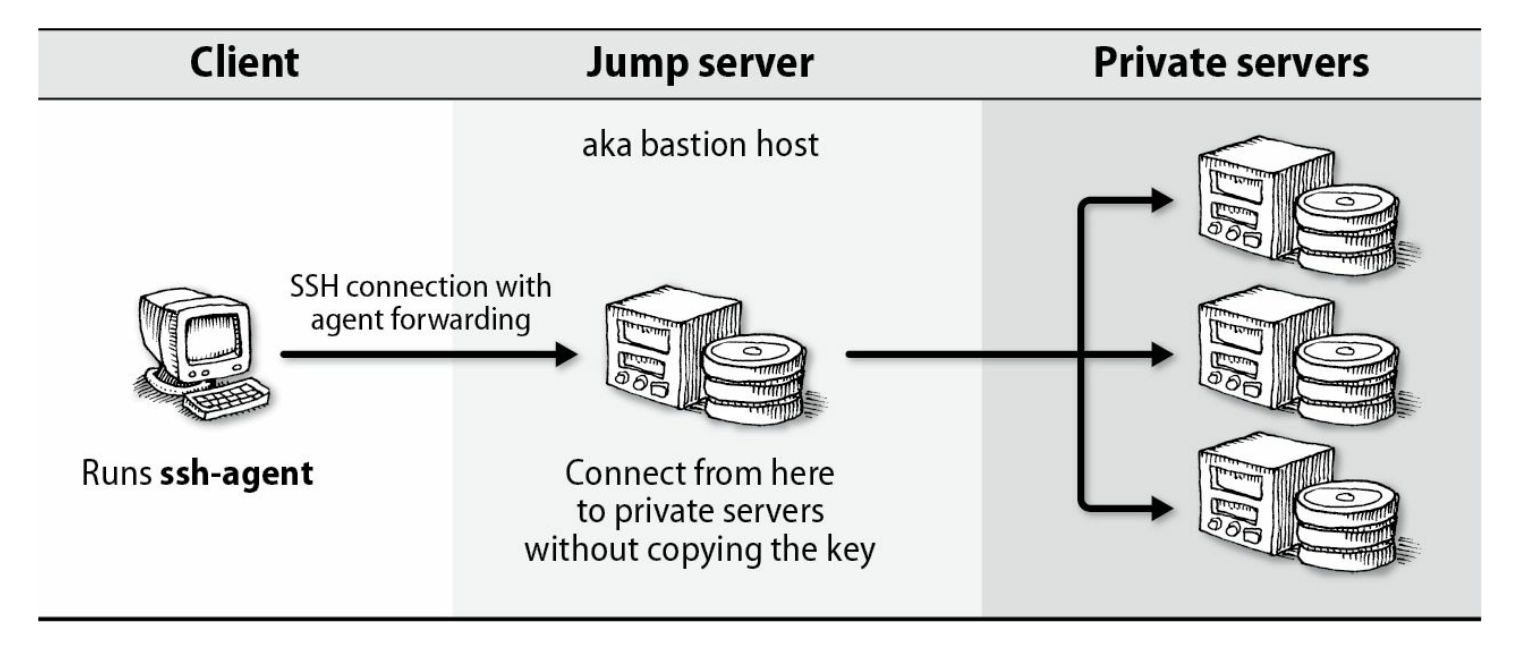 Client
Jump server
Private servers
aka bastion host
SSH connection with
agent forwarding
Runs ssh-agent
Connect from here
to private servers
without copying the key